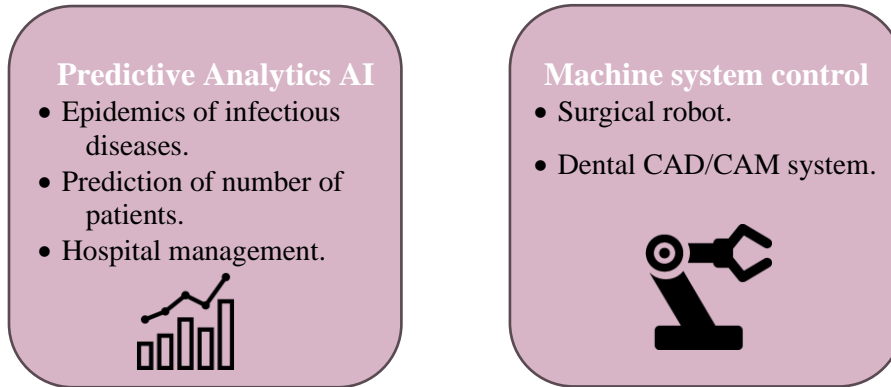 Predictive Analytics AI
• Epidemics of infectious
diseases.
• Prediction of number of
patients.
• Hospital management.
Machine system control
• Surgical robot.
• Dental CAD/CAM system.